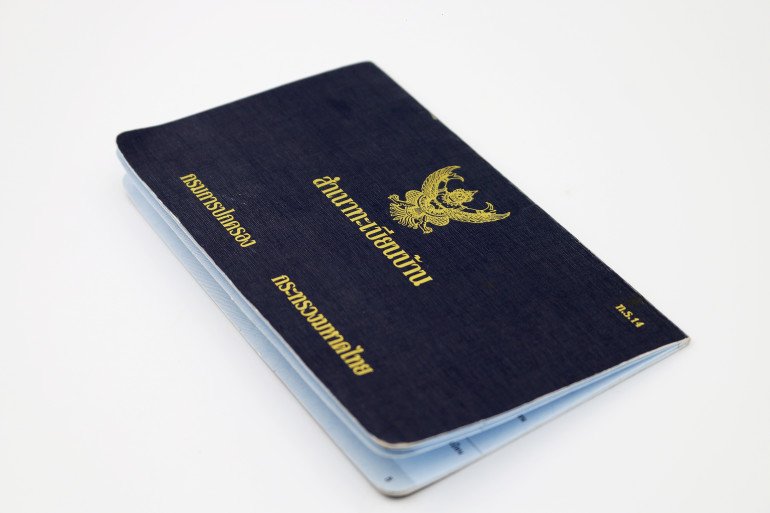 ท.ร.14
สำเนาทะเบียนบ้าน
กรมการปกครอง
กระทรวงมหาดไทย